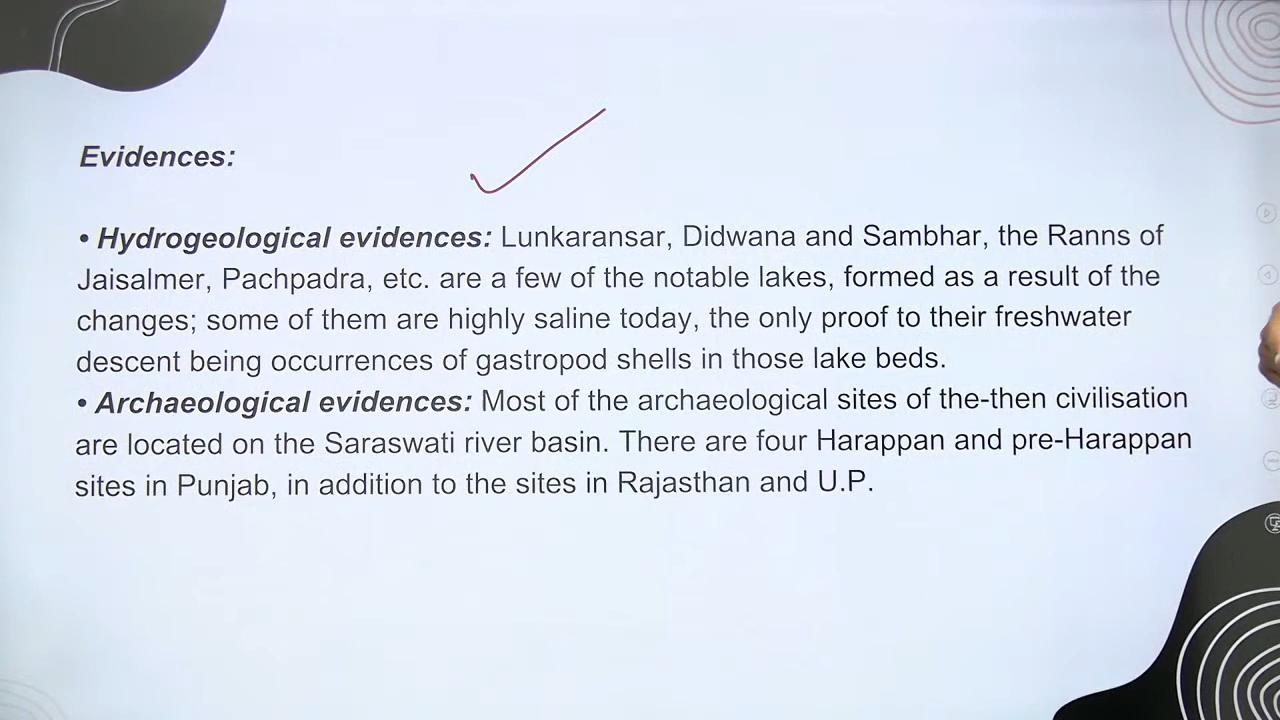 Evidences:
• Hydrogeological evidences: Lunkaransar, Didwana and Sambhar, the Ranns of
Jaisalmer, Pachpadra, etc. are a few of the notable lakes, formed as a result of the
changes; some of them are highly saline today, the only proof to their freshwater
descent being occurrences of gastropod shells in those lake beds.
• Archaeological evidences: Most of the archaeological sites of the-then civilisation
are located on the Saraswati river basin. There are four Harappan and pre-Harappan
sites in Punjab, in addition to the sites in Rajasthan and U.P.